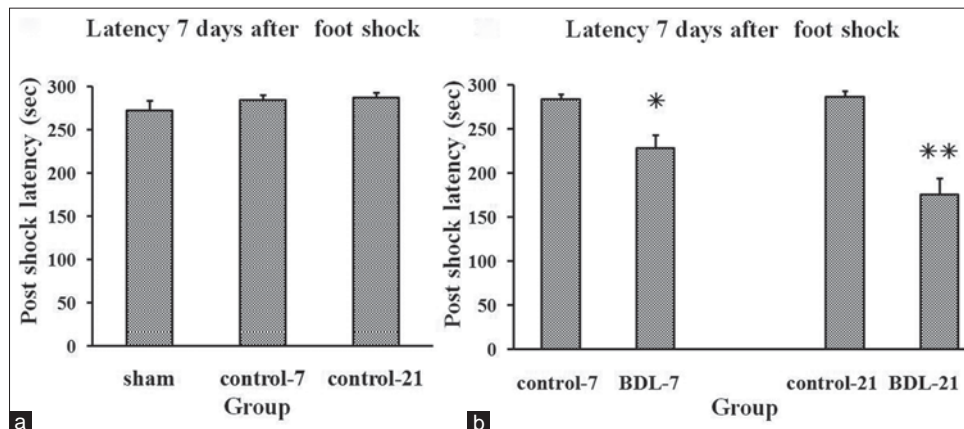 Latency 7 days after foot shock
Post shock latency (sec)
300
250
200
150
100
50
0
sham control-7 control-21
Group
a
Latency 7 days after foot shock
Post shock latency (sec)
300
250
200
150
100
50
0
*
**
control-7 BDL-7 control-21 BDL-21
Group
b